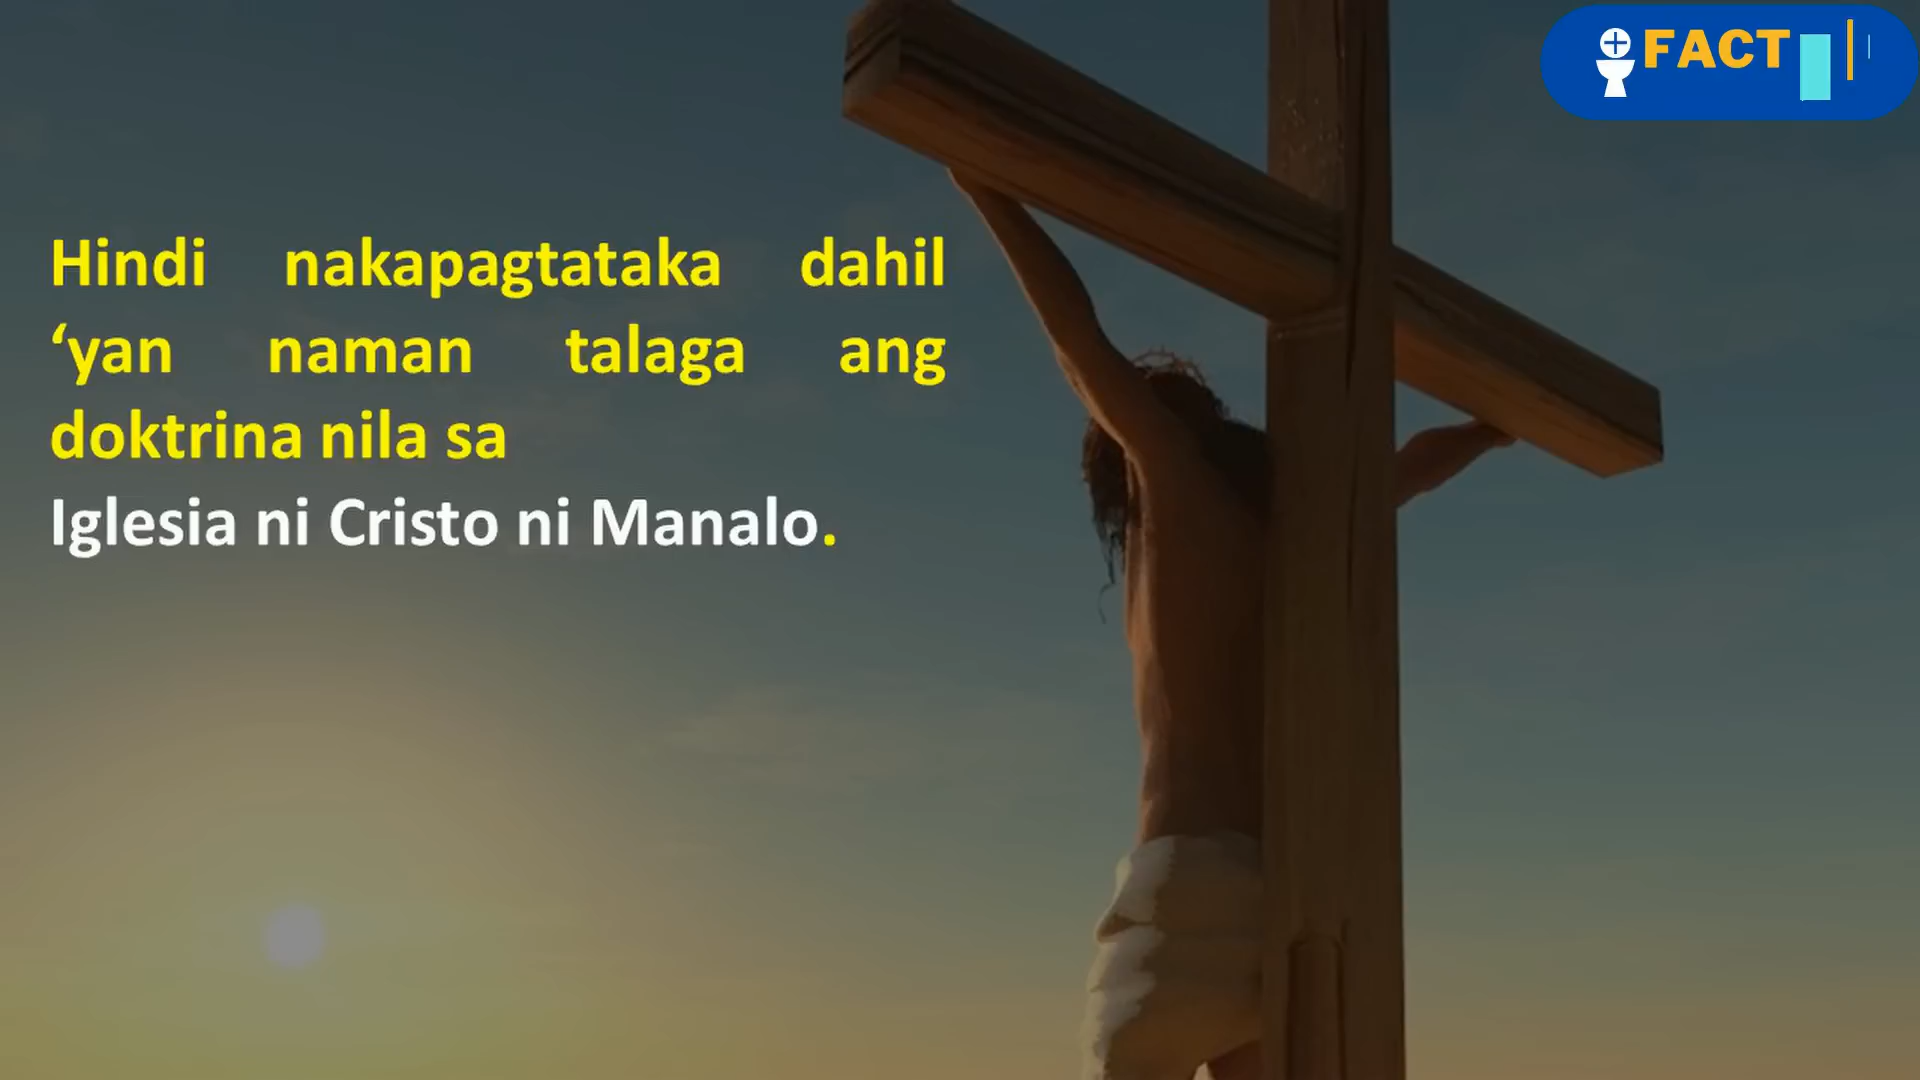 FACT
Hindi nakapagtataka dahil
‘yan naman talaga ang
doktrina nila sa
Iglesia ni Cristo ni Manalo.